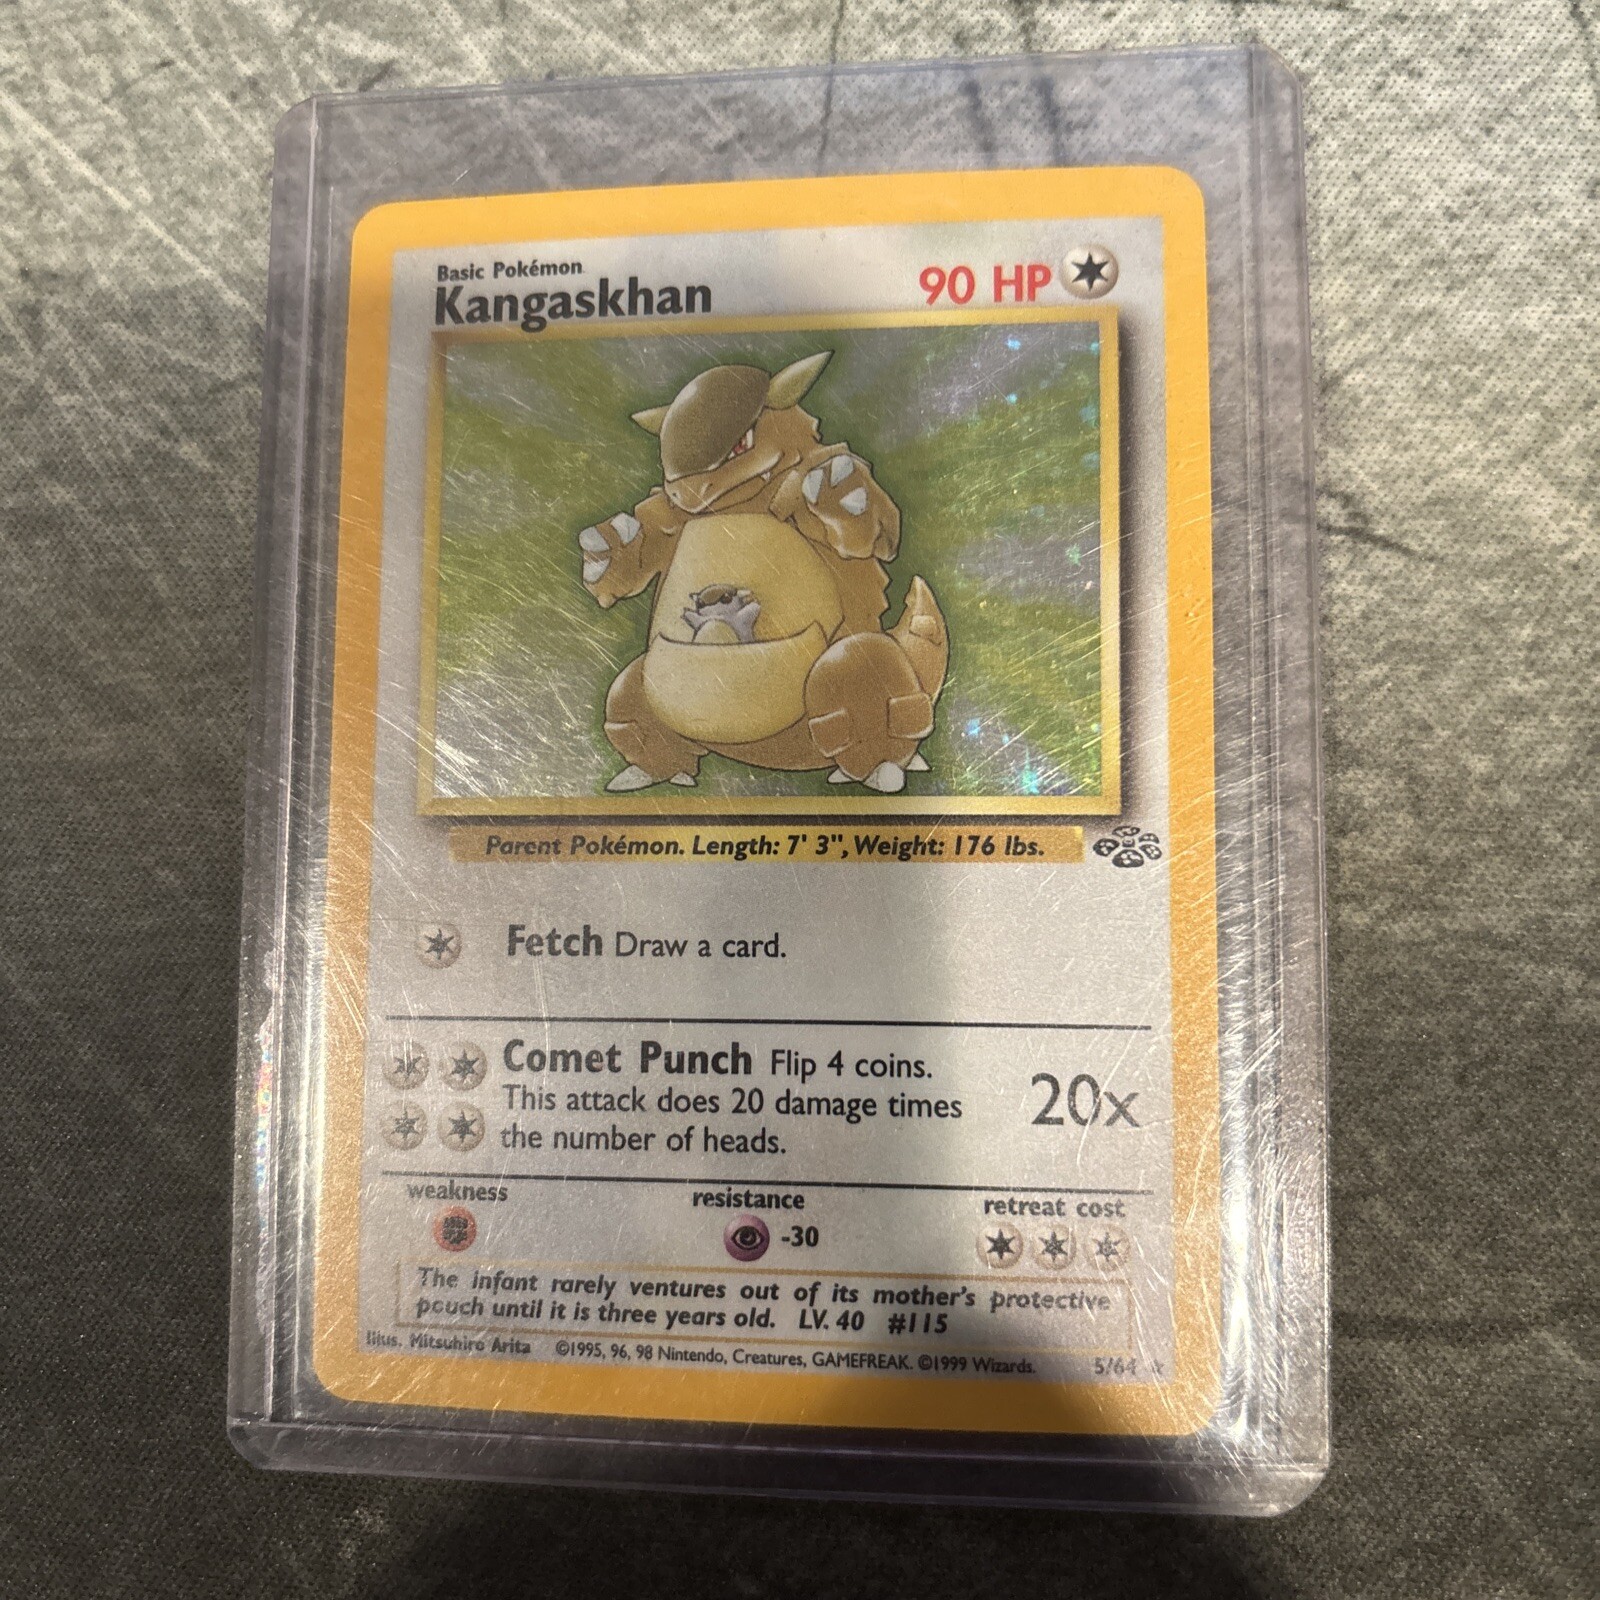 Basic Pokémon
Kangaskhan
90 HP
Parent Pokémon. Length: 7' 3", Weight: 176 lbs.
Fetch Draw a card.
Comet Punch Flip 4 coins.
This attack does 20 damage times
the number of heads.
20x
weakness
resistance
retreat cost
-30
The infant rarely ventures out of its mother's protective
pouch until it is three years old. LV. 40 #115
Illus. Mitsuhiro Arita ©1995, 96, 98 Nintendo, Creatures, GAMEFREAK. ©1999 Wizards. 5/64 ★